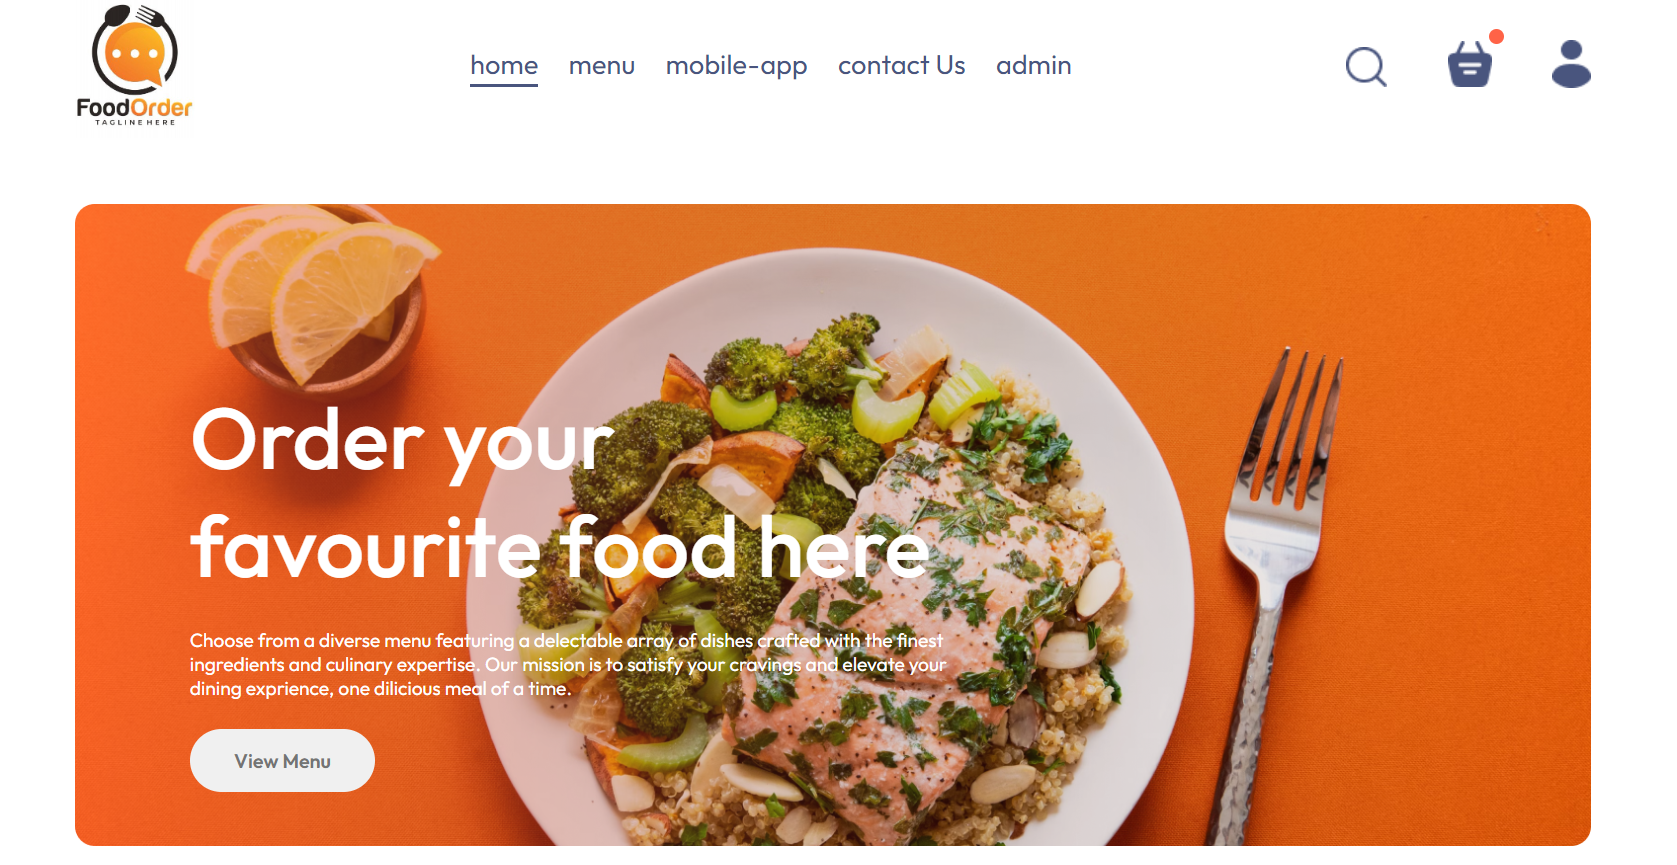 FoodOrder
TAGLINE HERE
home menu mobile-app contact Us admin
Order your
favourite food here
Choose from a diverse menu featuring a delectable array of dishes crafted with the finest
ingredients and culinary expertise. Our mission is to satisfy your cravings and elevate your
dining exprience, one dilicious meal of a time.
View Menu